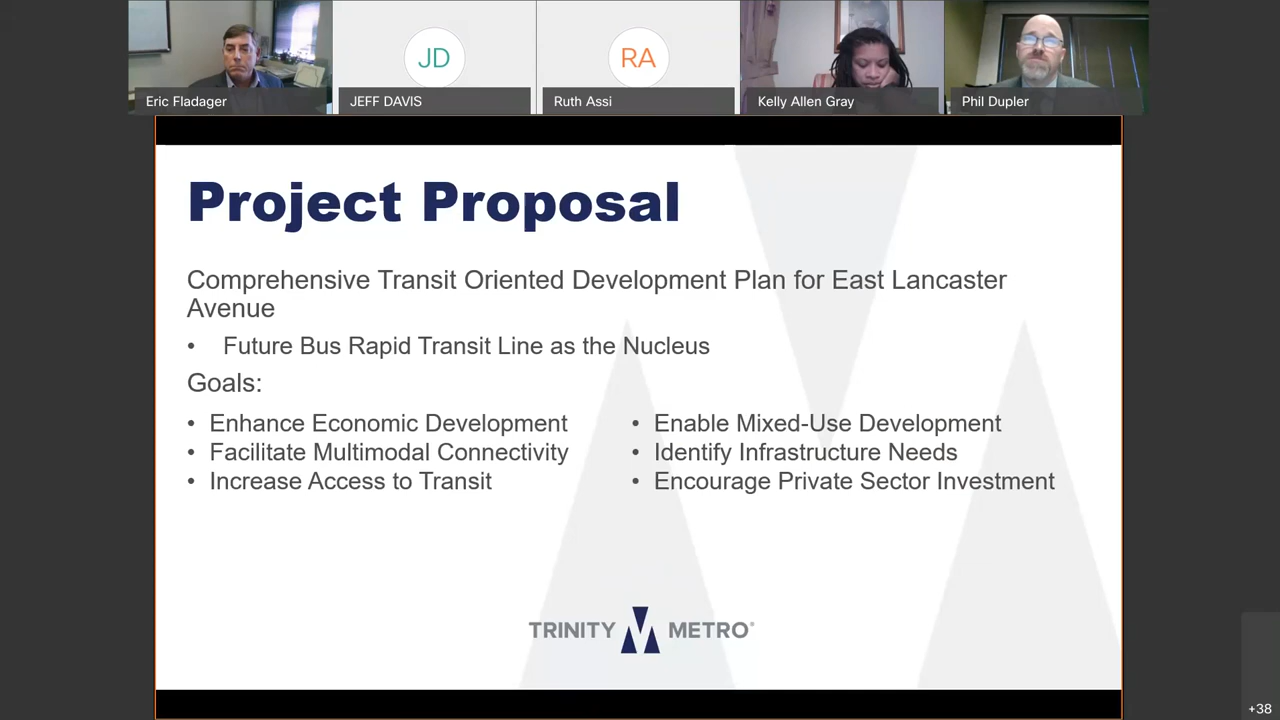 JD
RA
Eric Fladager
JEFF DAVIS
Ruth Assi
Kelly Allen Gray
Phil Dupler
Project Proposal
Comprehensive Transit Oriented Development Plan for East Lancaster
Avenue
• Future Bus Rapid Transit Line as the Nucleus
Goals:
• Enhance Economic Development
• Facilitate Multimodal Connectivity
• Increase Access to Transit
• Enable Mixed-Use Development
• Identify Infrastructure Needs
• Encourage Private Sector Investment
TRINITY METRO®
+38